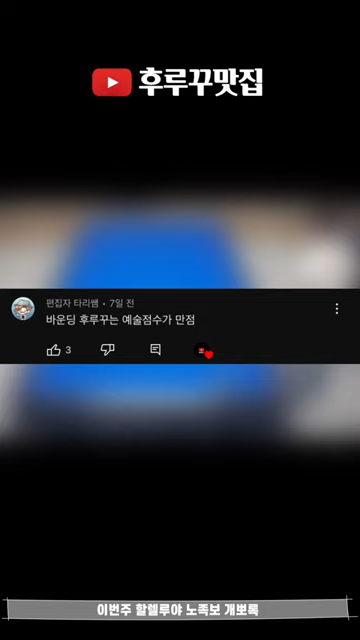 후루꾸맛집
편집자 타리쌤 • 7일 전
바운딩 후루꾸는 예술점수가 만점
3
이번주 할렐루야 노족보 개뽀록